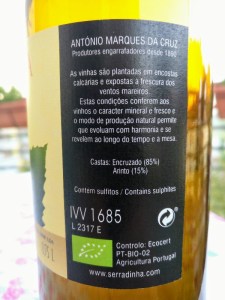 ANTÓNIO MARQUES DA CRUZ
Produtores engarrafadores desde
As vinhas são plantadas em encostas
calcárias e expostas a frescura dos
ventos mareiros.
Estas condições conferem aos
vinhos o caracter mineral e fresco e
o modo de produção natural permite
que evoluam com harmonia e se
revelem ao longo do tempo e à mesa.
Castas: Encruzado (85%)
Arinto (15%)
Contem sulfitos / Contains sulphites
IVV 1685
L 2317 E
Controlo: Ecocert
PT-BIO-02
Agricultura Portugal
www.serradinha.com